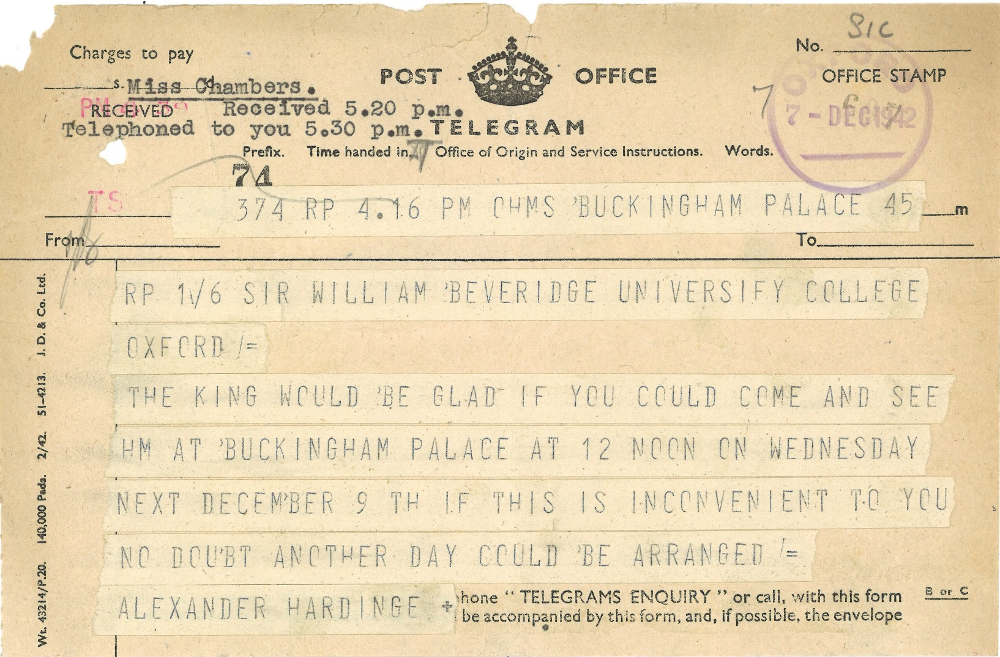 SIC
No.
Charges to pay
s. d
Miss Chambers.
POST OFFICE
OFFICE STAMP
RECEIVED
Received 5.20 p.m.
7
7 - DEC 1942
Telephoned to you 5.30 p.m.
TELEGRAM
Prefix. Time handed in. Office of Origin and Service Instructions. Words.
74
TS
374 RP 4.16 PM OHMS BUCKINGHAM PALACE 45
m
From
To
RP 1/6 SIR WILLIAM BEVERIDGE UNIVERSIFY COLLEGE
OXFORD /=
THE KING WOULD BE GLAD IF YOU COULD COME AND SEE
HM AT BUCKINGHAM PALACE AT 12 NOON ON WEDNESDAY
NEXT DECEMBER 9 TH IF THIS IS INCONVENIENT TO YOU
NO DOUBT ANOTHER DAY COULD BE ARRANGED /=
ALEXANDER HARDINGE +
hone " TELEGRAMS ENQUIRY " or call, with this form
B or C
be accompanied by this form, and, if possible, the envelope
Wt. 43214/P.20. 140,000 Pads. 2/42. 51-4213. J. D. & Co. Ltd.